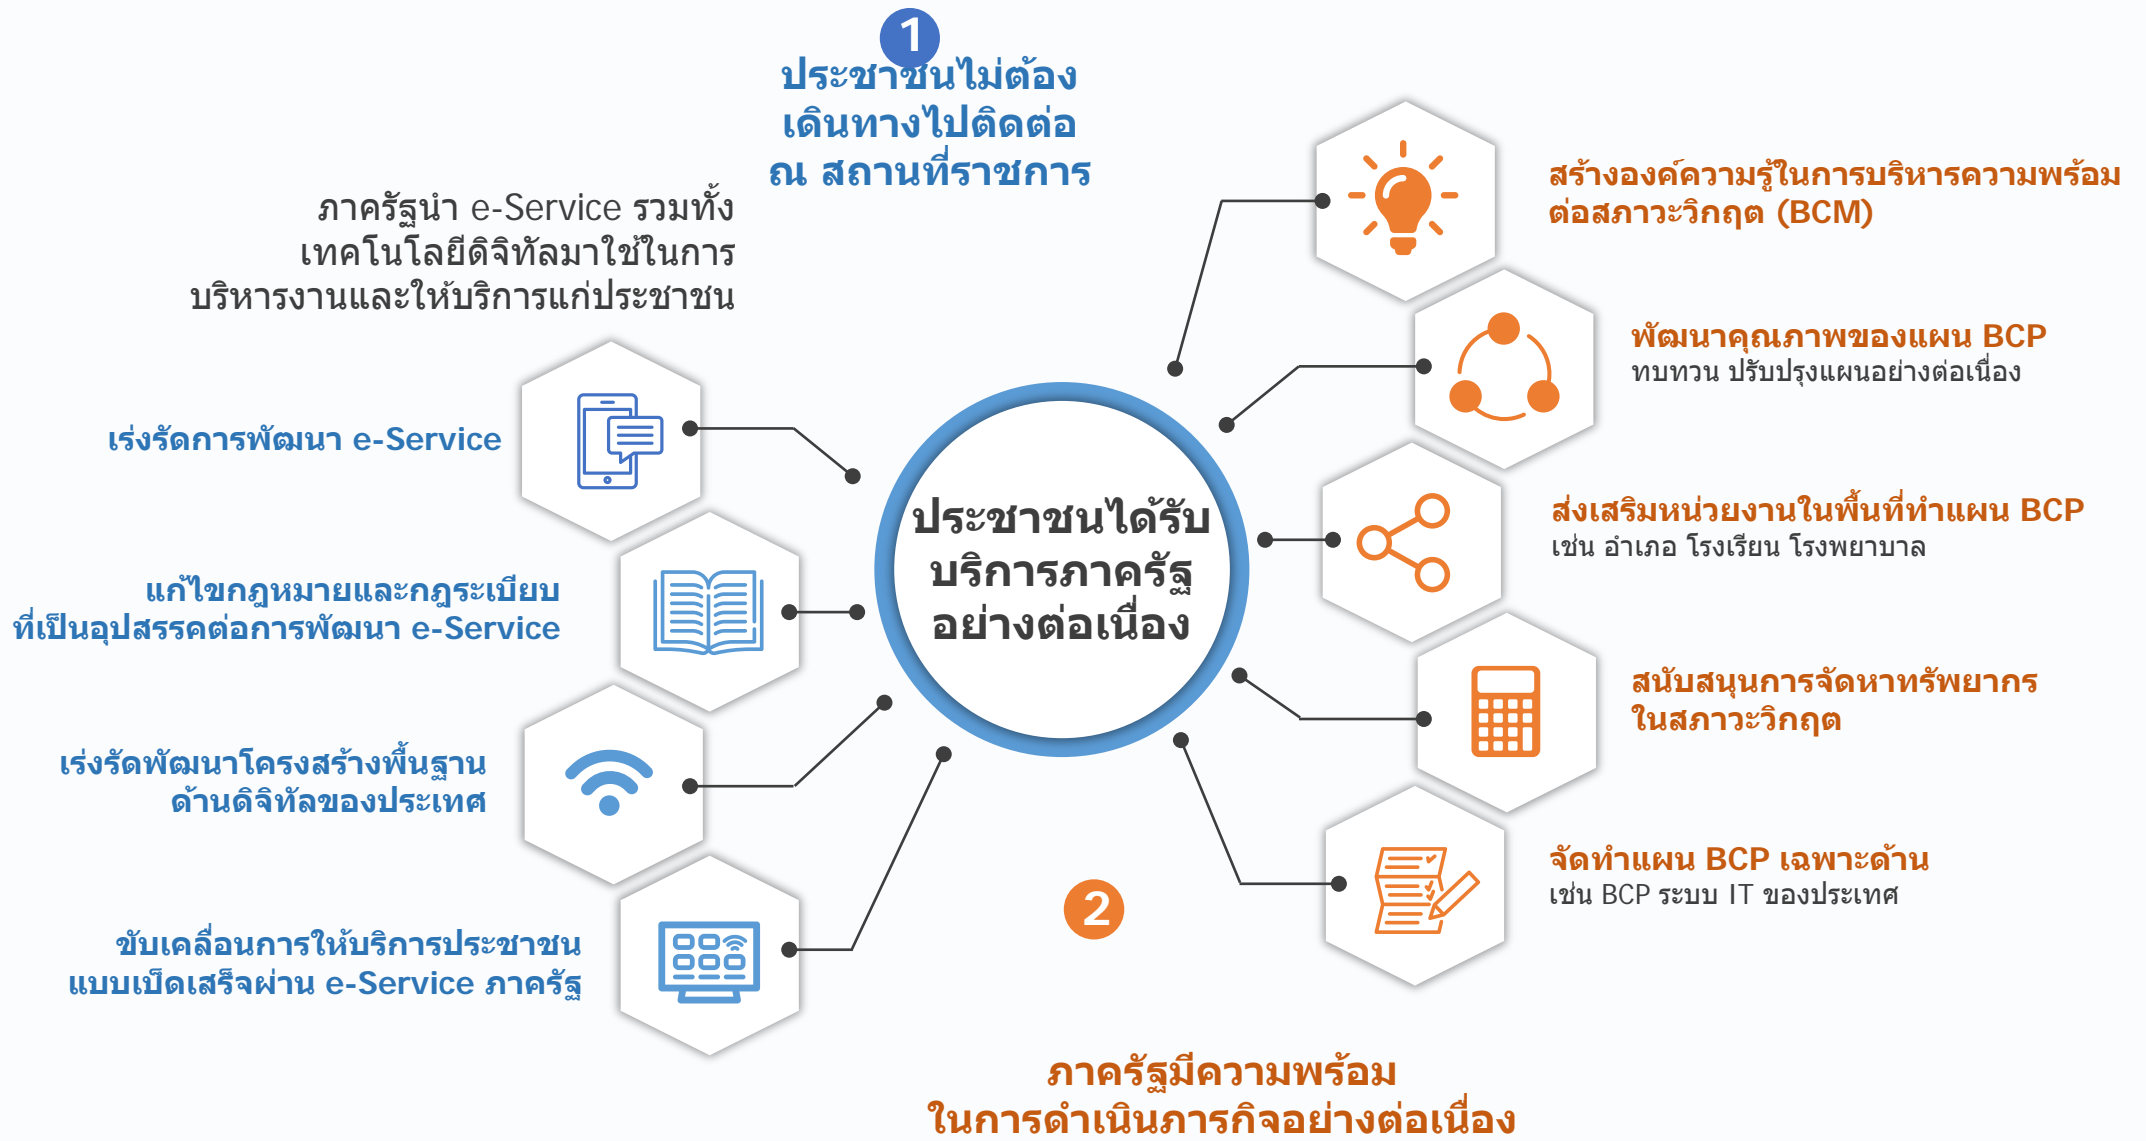 1
ประชาชนไม่ต้อง
เดินทางไปติดต่อ
ณ สถานที่ราชการ
ภาครัฐนำ e-Service รวมทั้ง
เทคโนโลยีดิจิทัลมาใช้ในการ
บริหารงานและให้บริการแก่ประชาชน
เร่งรัดการพัฒนา e-Service
แก้ไขกฎหมายและกฎระเบียบ
ที่เป็นอุปสรรคต่อการพัฒนา e-Service
เร่งรัดพัฒนาโครงสร้างพื้นฐาน
ด้านดิจิทัลของประเทศ
ขับเคลื่อนการให้บริการประชาชน
แบบเบ็ดเสร็จผ่าน e-Service ภาครัฐ
ประชาชนได้รับ
บริการภาครัฐ
อย่างต่อเนื่อง
สร้างองค์ความรู้ในการบริหารความพร้อม
ต่อสภาวะวิกฤต (BCM)
พัฒนาคุณภาพของแผน BCP
ทบทวน ปรับปรุงแผนอย่างต่อเนื่อง
ส่งเสริมหน่วยงานในพื้นที่ทำแผน BCP
เช่น อำเภอ โรงเรียน โรงพยาบาล
สนับสนุนการจัดหาทรัพยากร
ในสภาวะวิกฤต
จัดทำแผน BCP เฉพาะด้าน
เช่น BCP ระบบ IT ของประเทศ
2
ภาครัฐมีความพร้อม
ในการดำเนินภารกิจอย่างต่อเนื่อง